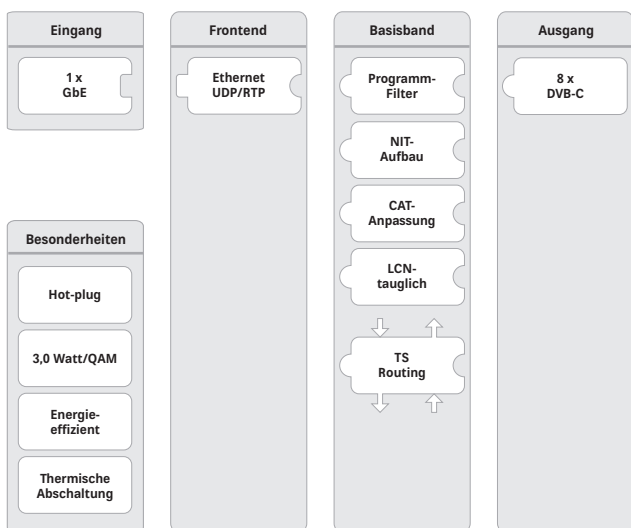 Eingang
1 x
GbE
Besonderheiten
Hot-plug
3,0 Watt/QAM
Energie-
effizient
Thermische
Abschaltung
Frontend
Ethernet
UDP/RTP
Basisband
Programm-
Filter
NIT-
Aufbau
CAT-
Anpassung
LCN-
tauglich
TS
Routing
Ausgang
8 x
DVB-C